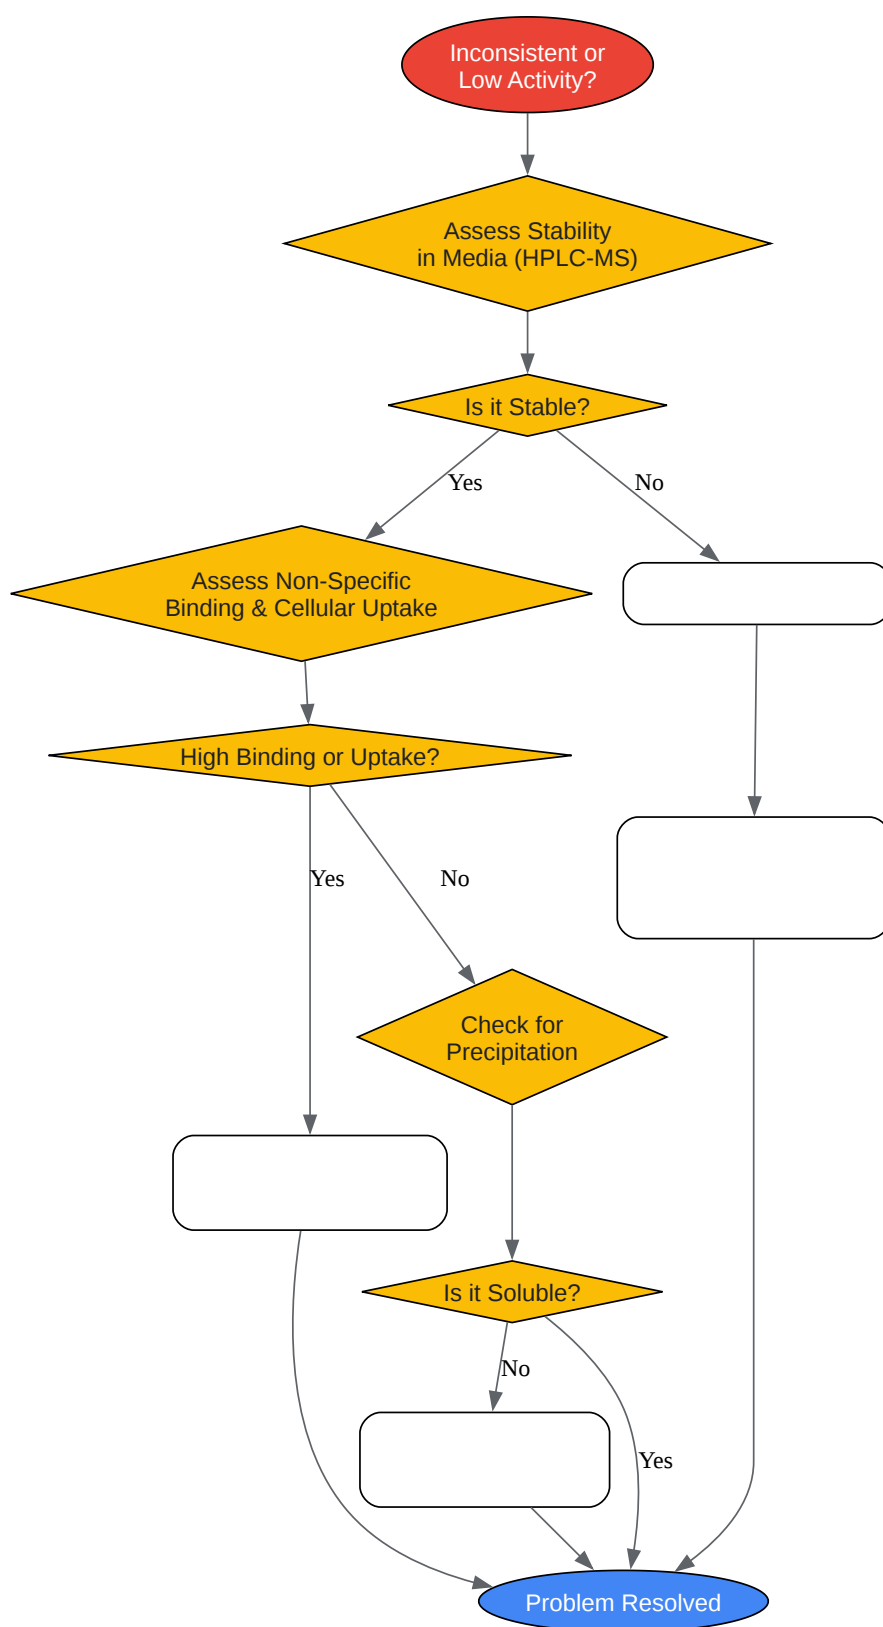 Inconsistent or
Low Activity?
Assess Stability
in Media (HPLC-MS)
Is it Stable?
Yes
No
Assess Non-Specific
Binding & Cellular Uptake
High Binding or Uptake?
Yes
No
Check for
Precipitation
Is it Soluble?
No
Yes
Problem Resolved